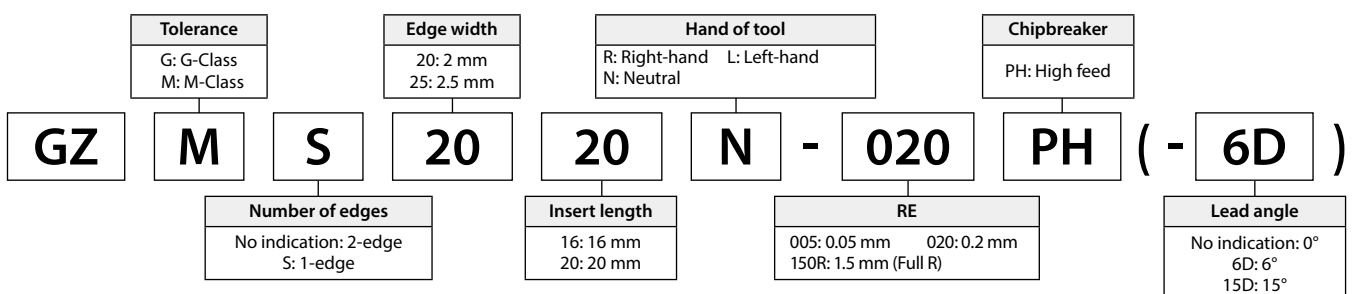 Tolerance
G: G-Class
M: M-Class
Edge width
20: 2 mm
25: 2.5 mm
Hand of tool
R: Right-hand L: Left-hand
N: Neutral
Chipbreaker
PH: High feed
GZ M S 20 20 N - 020 PH ( - 6D )
Number of edges
No indication: 2-edge
S: 1-edge
Insert length
16: 16 mm
20: 20 mm
RE
005: 0.05 mm 020: 0.2 mm
150R: 1.5 mm (Full R)
Lead angle
No indication: 0°
6D: 6°
15D: 15°